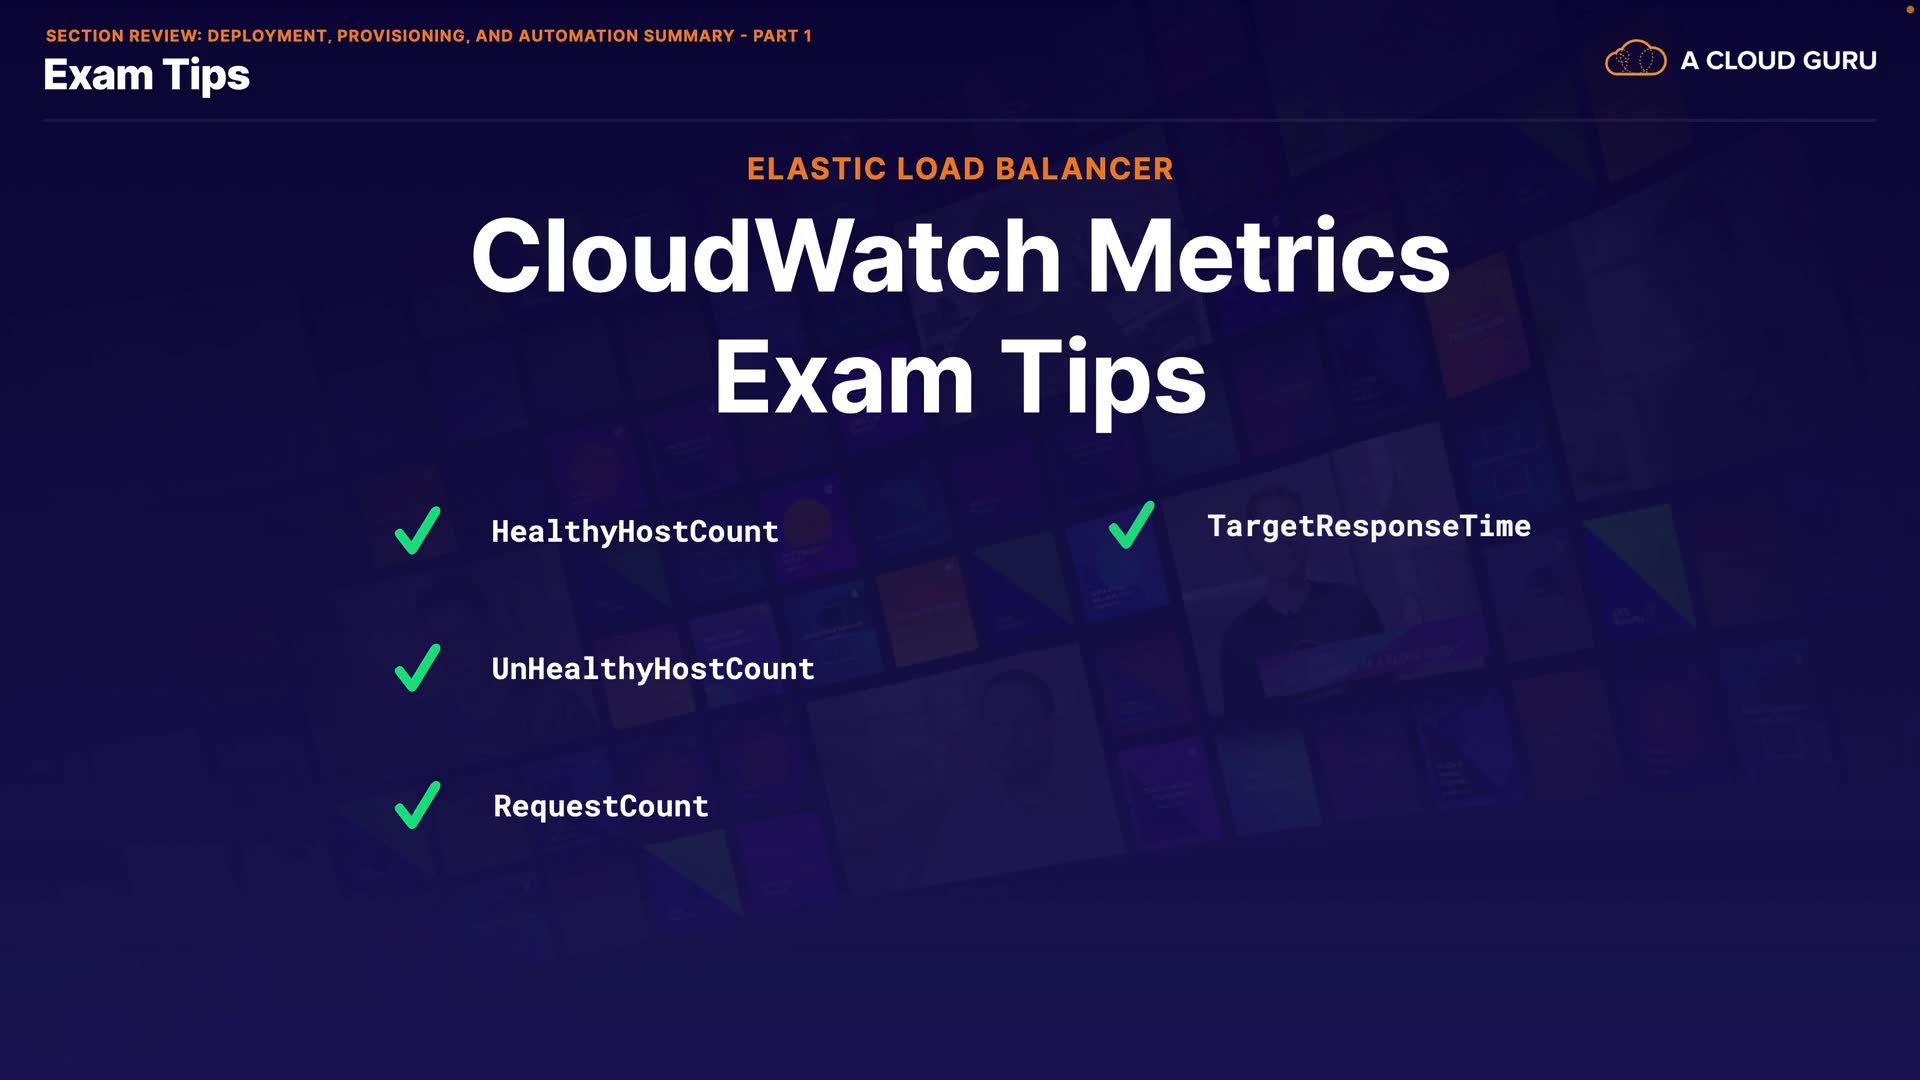 SECTION REVIEW: DEPLOYMENT, PROVISIONING, AND AUTOMATION SUMMARY - PART 1
Exam Tips
A CLOUD GURU
ELASTIC LOAD BALANCER
CloudWatch Metrics
Exam Tips
HealthyHostCount
UnHealthyHostCount
RequestCount
TargetResponseTime